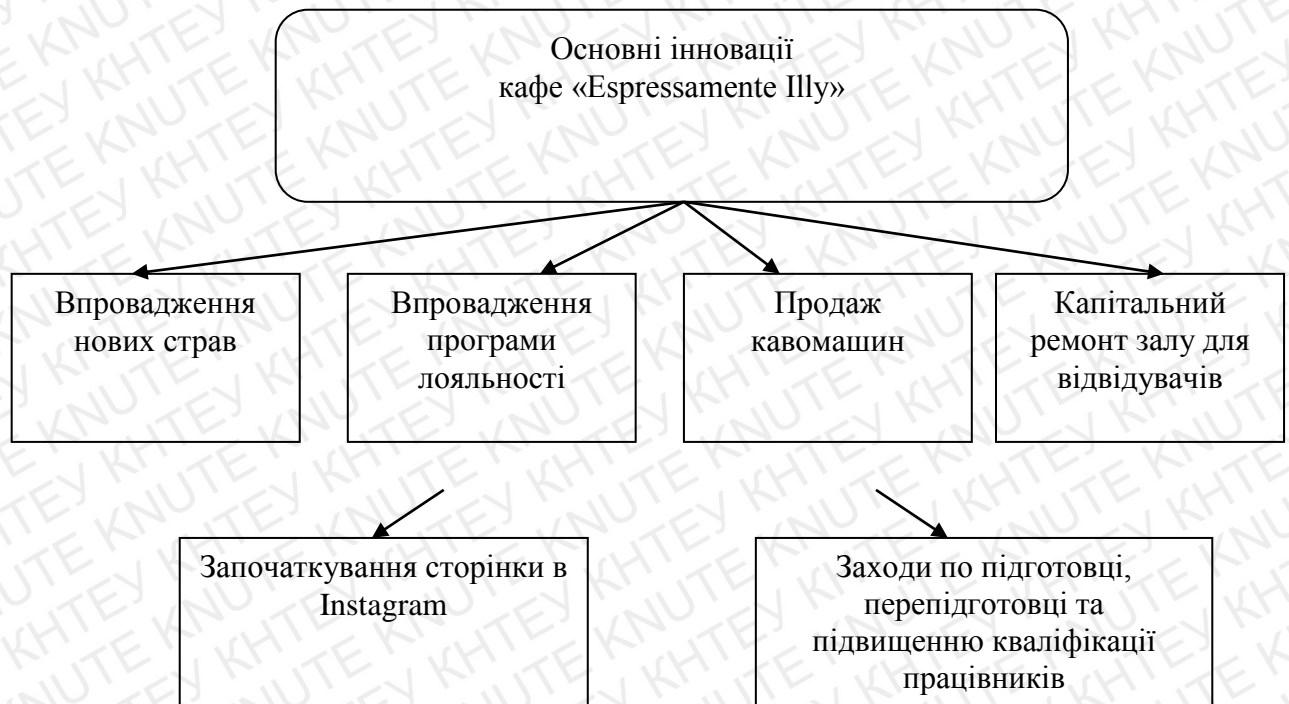 Основні інновації
кафе «Espressamente Illy»
Впровадження
нових страв
Впровадження
програми
лояльності
Продаж
кавомашин
Капітальний
ремонт залу для
відвідувачів
Започаткування сторінки в
Instagram
Заходи по підготовці,
перепідготовці та
підвищенню кваліфікації
працівників